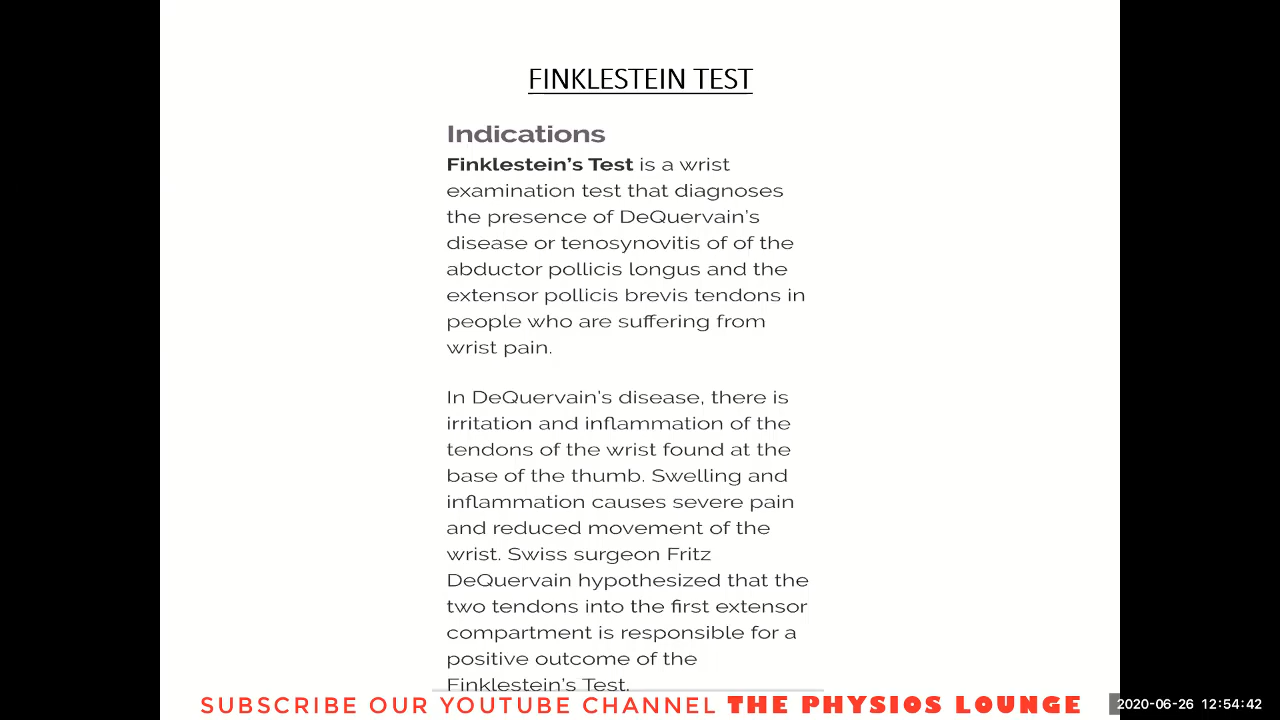 FINKLESTEIN TEST
Indications
Finklestein's Test is a wrist
examination test that diagnoses
the presence of DeQuervain's
disease or tenosynovitis of of the
abductor pollicis longus and the
extensor pollicis brevis tendons in
people who are suffering from
wrist pain.
In DeQuervain's disease, there is
irritation and inflammation of the
tendons of the wrist found at the
base of the thumb. Swelling and
inflammation causes severe pain
and reduced movement of the
wrist. Swiss surgeon Fritz
DeQuervain hypothesized that the
two tendons into the first extensor
compartment is responsible for a
positive outcome of the
Finklestein's Test.
SUBSCRIBE OUR YOUTUBE CHANNEL THE PHYSIOS LOUNGE
2020-06-26 12:54:42